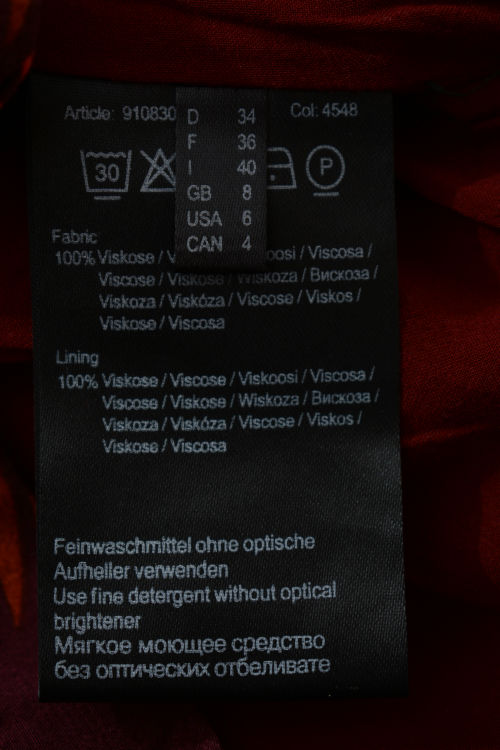 Article: 910830
Col: 4548
D 34
F 36
I 40
GB 8
USA 6
CAN 4
30
P
Fabric
100% Viskose / V oosi / Viscosa /
Viscose / Viskose / Wiskoza / Вискоза /
Viskoza / Viskóza / Viscose / Viskos /
Viskose / Viscosa
Lining
100% Viskose / Viscose / Viskoosi / Viscosa /
Viscose / Viskose / Wiskoza / Вискоза /
Viskoza / Viskóza / Viscose / Viskos /
Viskose / Viscosa
Feinwaschmittel ohne optische
Aufheller verwenden
Use fine detergent without optical
brightener
Мягкое моющее средство
без оптических отбеливате